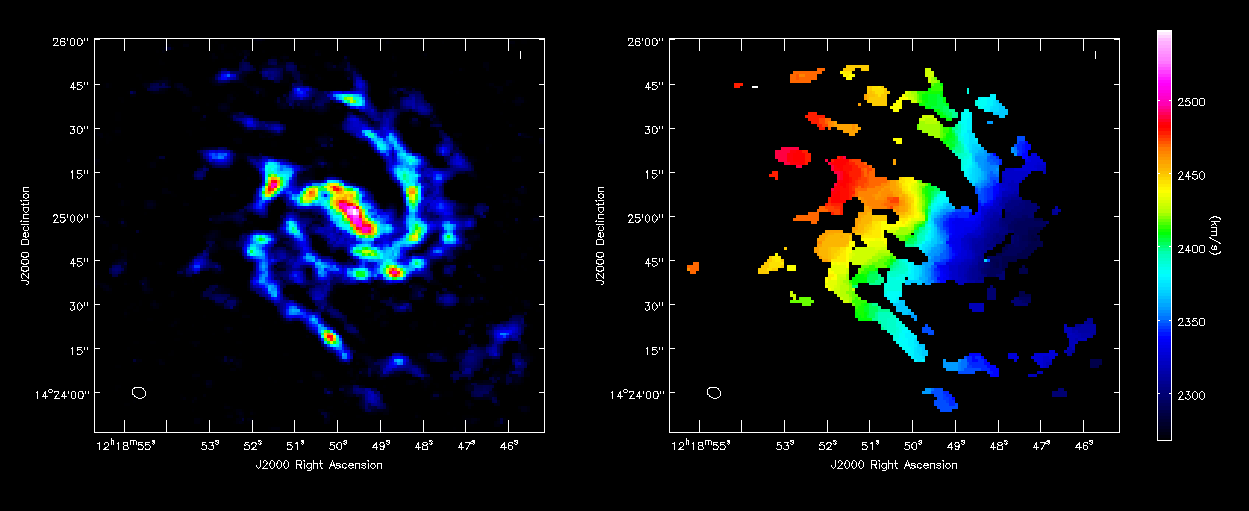 26'00"
45"
30"
15"
25'00"
45"
30"
15"
14°24'00"
J2000 Declination
12ʰ18ᵐ55ˢ
53ˢ
52ˢ
51ˢ
50ˢ
49ˢ
48ˢ
47ˢ
46ˢ
J2000 Right Ascension
I
26'00"
45"
30"
15"
25'00"
45"
30"
15"
14°24'00"
J2000 Declination
12ʰ18ᵐ55ˢ
53ˢ
52ˢ
51ˢ
50ˢ
49ˢ
48ˢ
47ˢ
46ˢ
J2000 Right Ascension
I
2500
2450
2400
2350
2300
(km/s)